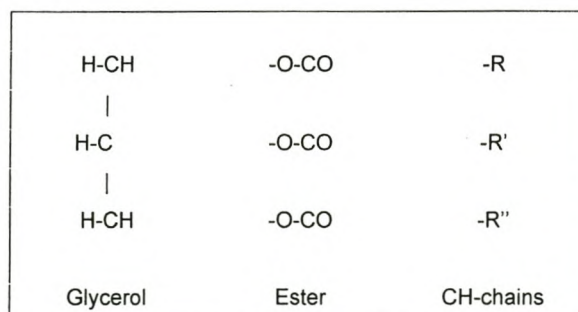 H-CH -O-CO -R
|
H-C -O-CO -R'
|
H-CH -O-CO -R"
Glycerol Ester CH-chains